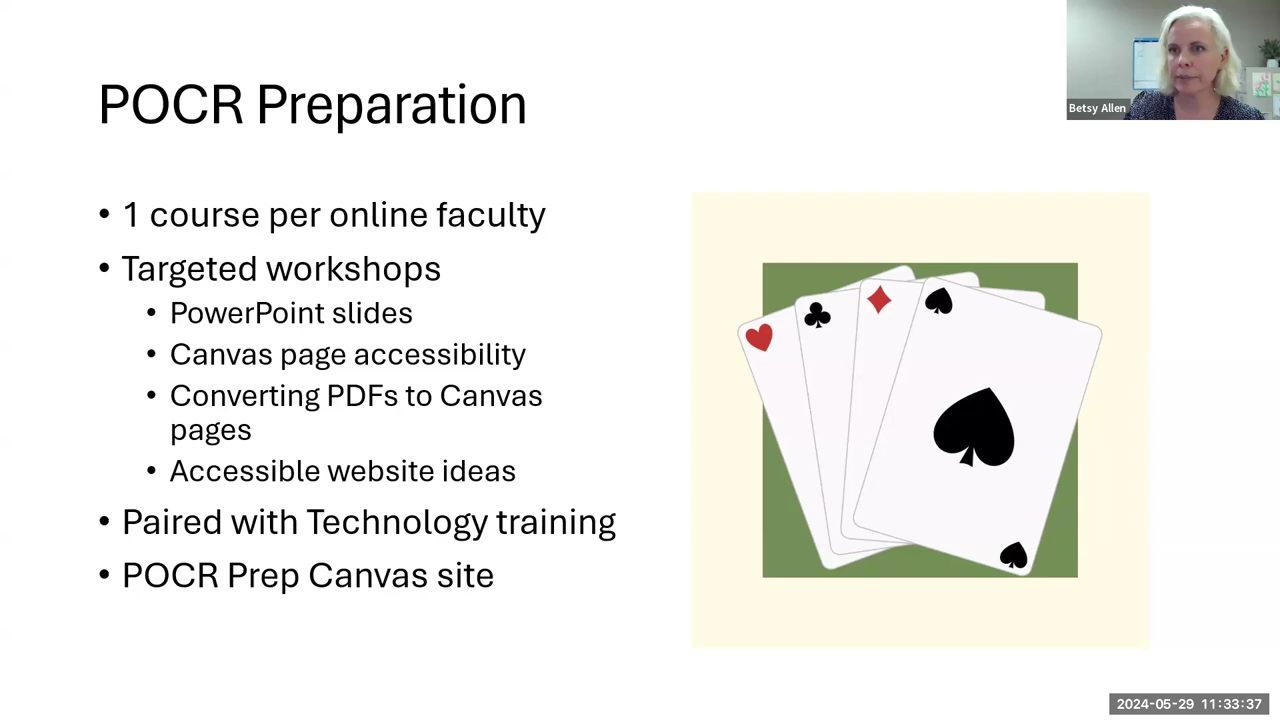 POCR Preparation
• 1 course per online faculty
• Targeted workshops
• PowerPoint slides
• Canvas page accessibility
• Converting PDFs to Canvas
pages
• Accessible website ideas
• Paired with Technology training
• POCR Prep Canvas site
Betsy Allen
2024-05-29 11:33:37